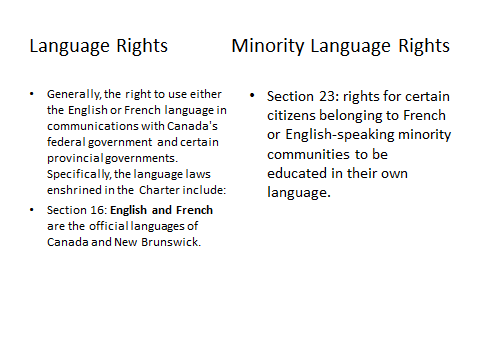 Language Rights
Minority Language Rights
• Generally, the right to use either
the English or French language in
communications with Canada's
federal government and certain
provincial governments.
Specifically, the language laws
enshrined in the Charter include:
• Section 16: English and French
are the official languages of
Canada and New Brunswick.
• Section 23: rights for certain
citizens belonging to French
or English-speaking minority
communities to be
educated in their own
language.